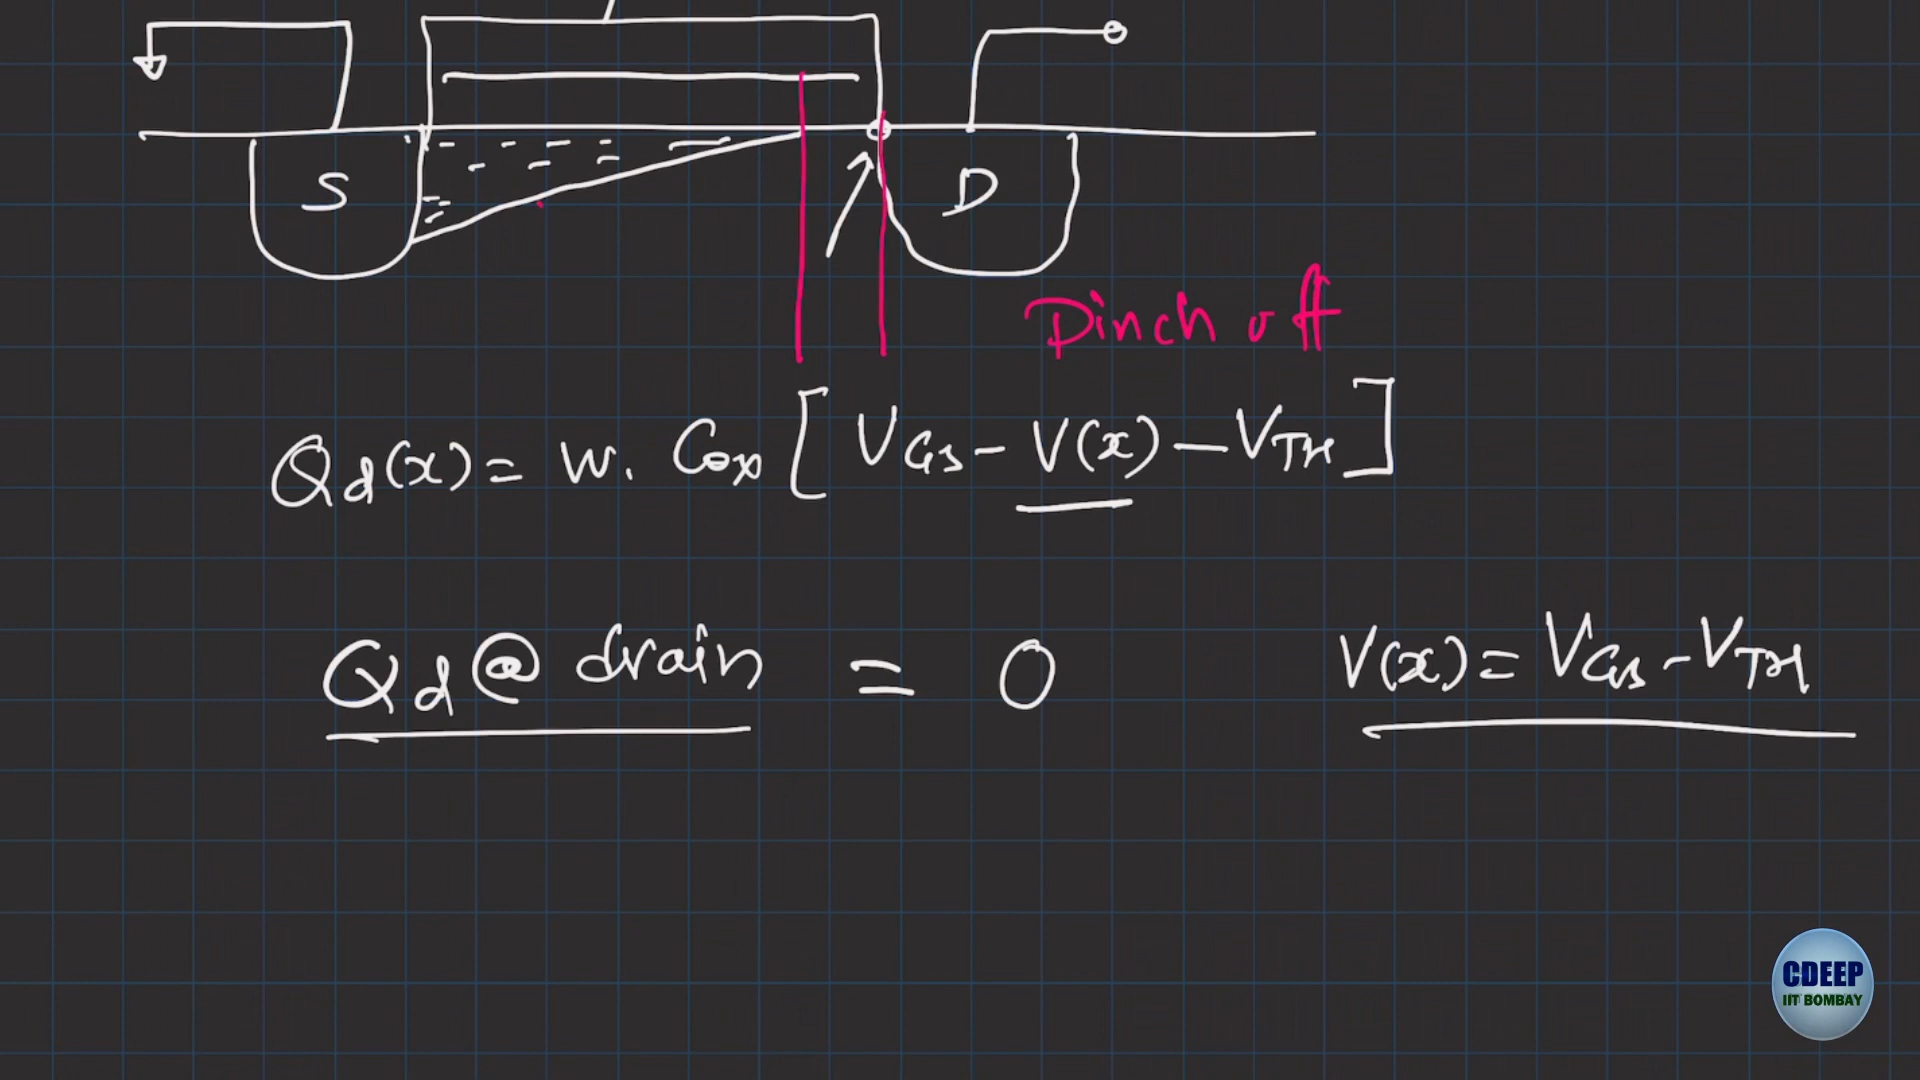 S
D
Pinch off
Qd(x) = W. Cox [ VGS - V(x) - VTH ]
Qd @ drain = 0
V(x) = VGS - VTH
CDEEP
IIT BOMBAY